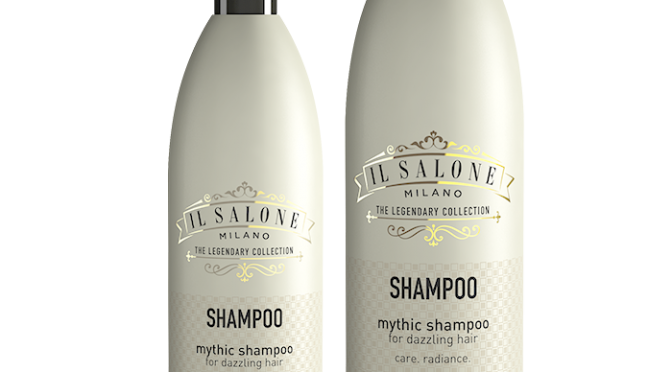 IL SALONE
MILANO
THE LEGENDARY COLLECTION
SHAMPOO
mythic shampoo
for dazzling hair
IL SALONE
MILANO
THE LEGENDARY COLLECTION
SHAMPOO
mythic shampoo
for dazzling hair
care. radiance.